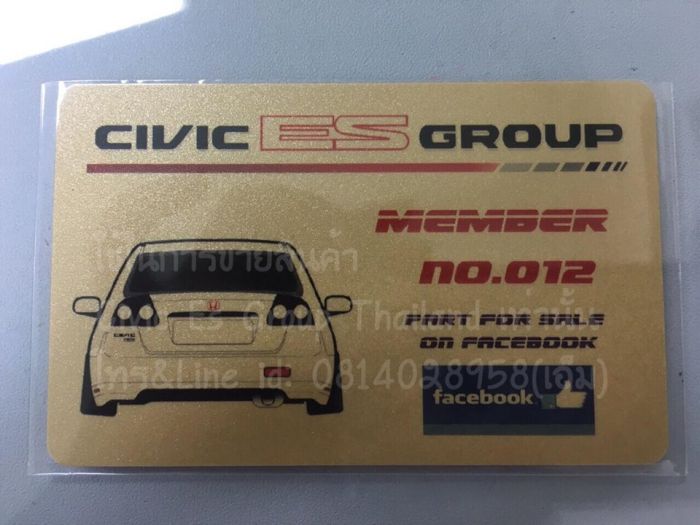 CIVIC ES GROUP
MEMBER
NO.012
PART FOR SALE
ON FACEBOOK
facebook
CIVIC
ใช้ในการขายสินค้า
Civic Es Group Thailand เท่านั้น
โทร&Line id: 0814028958(เอ็ม)